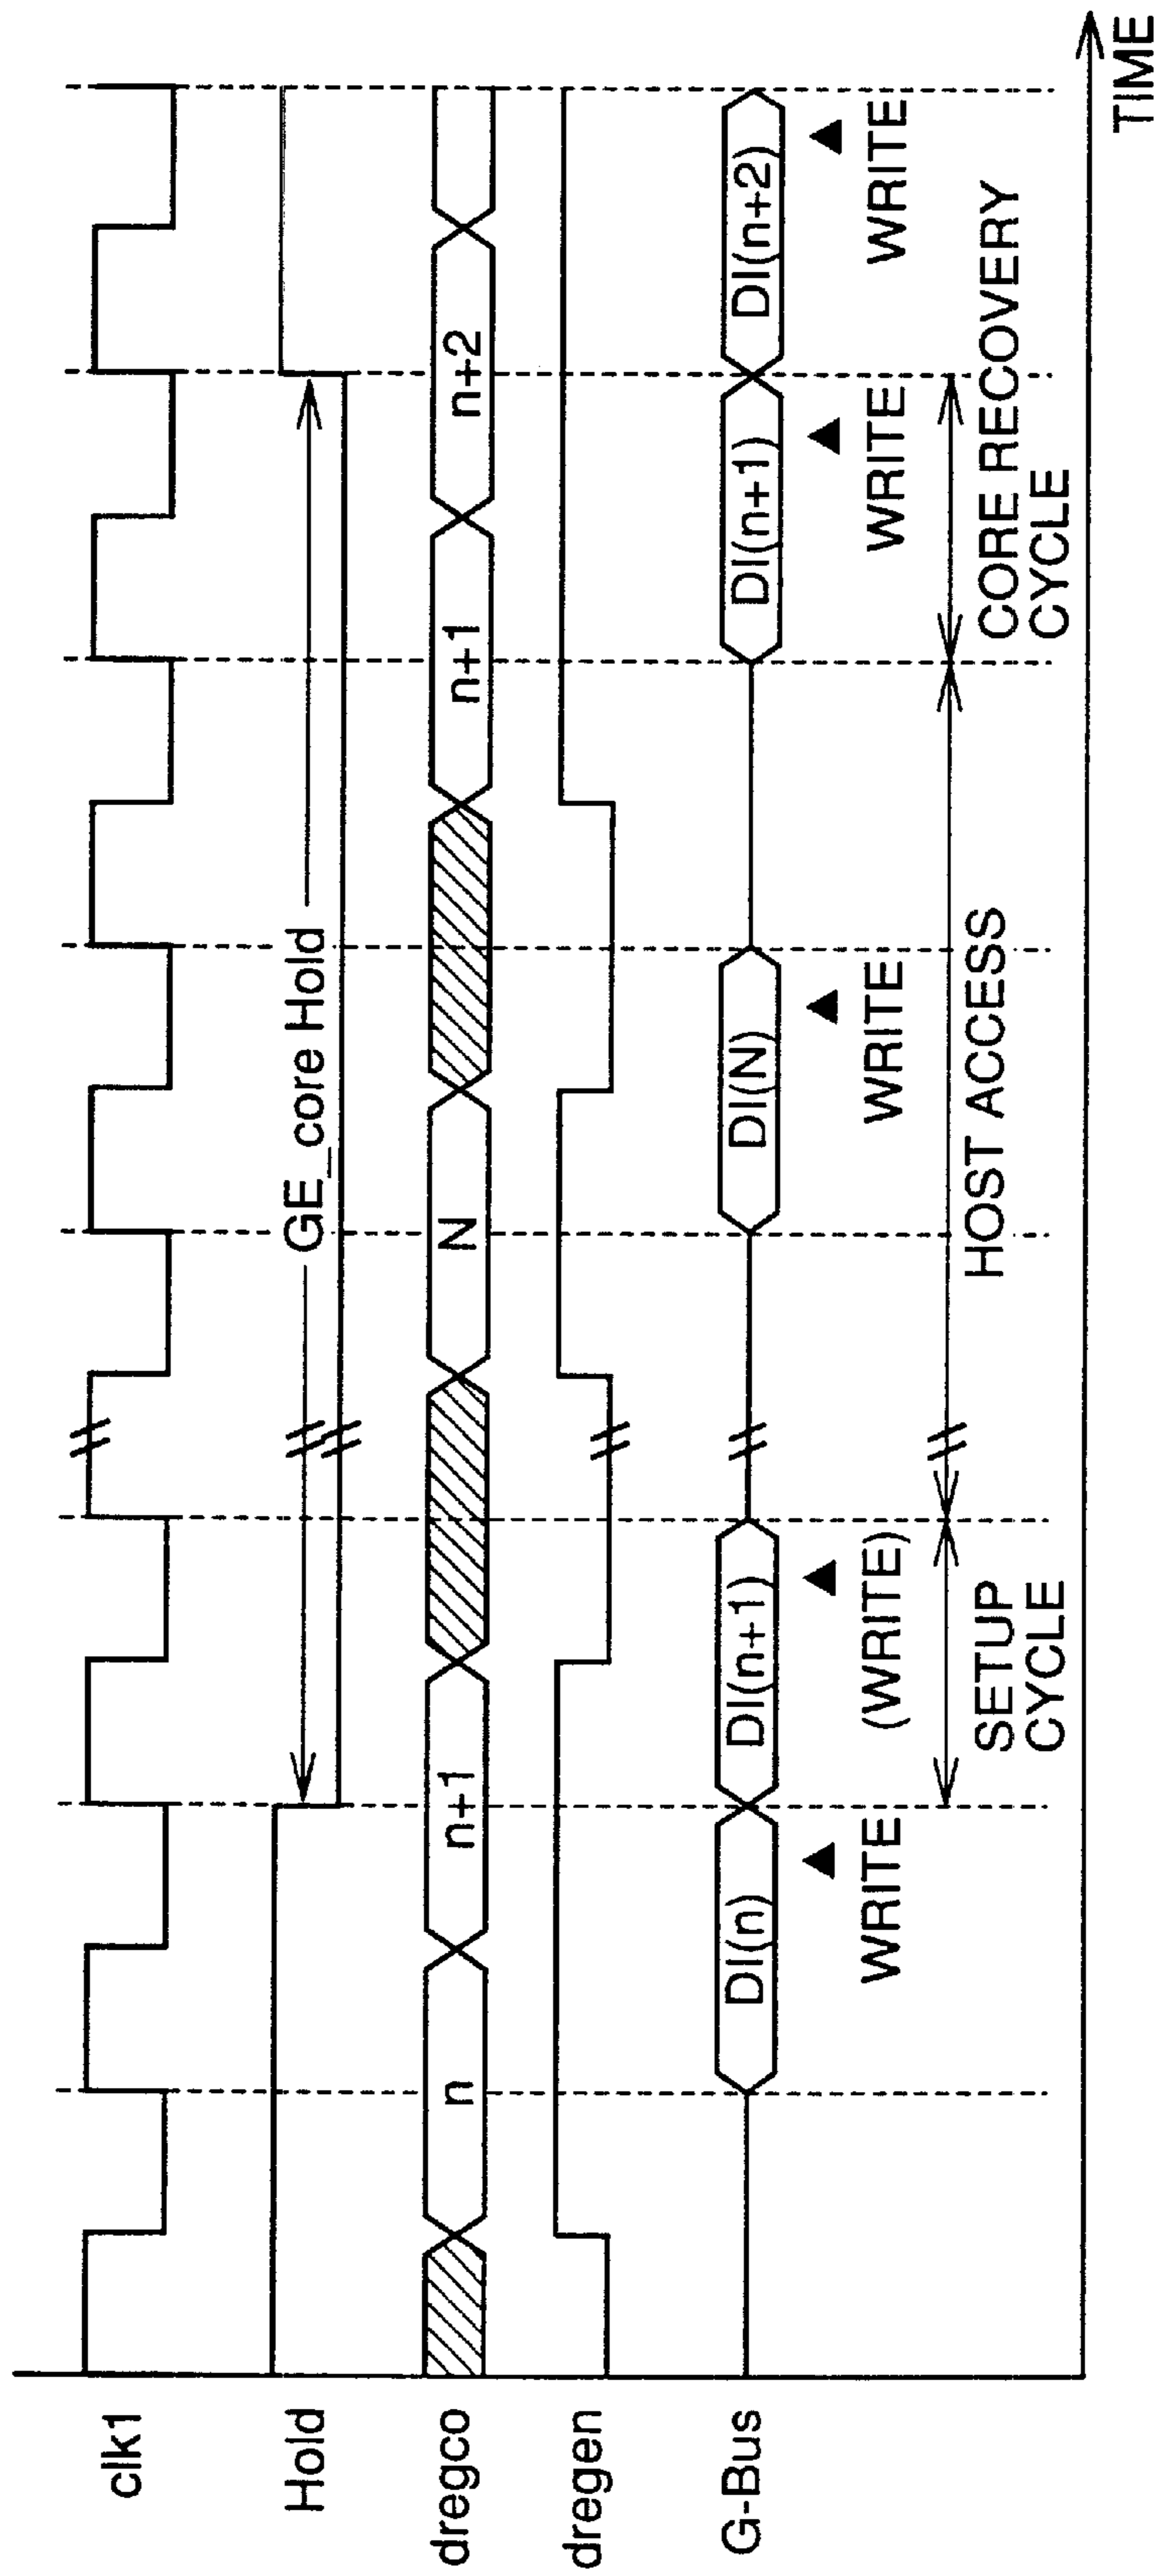 clk1
Hold
GE_core Hold
dregco
n
n+1
N
n+1
n+2
dregen
G-Bus
DI(n)
DI(n+1)
DI(N)
DI(n+1)
DI(n+2)
WRITE
(WRITE)
WRITE
WRITE
WRITE
SETUP
CYCLE
HOST ACCESS
CORE RECOVERY
CYCLE
TIME